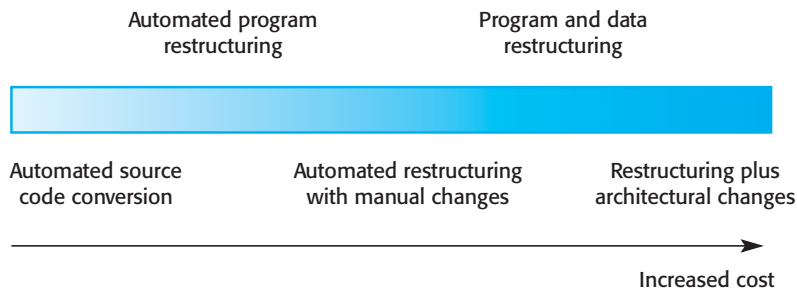 Automated program
restructuring
Program and data
restructuring
Automated source
code conversion
Automated restructuring
with manual changes
Restructuring plus
architectural changes
Increased cost